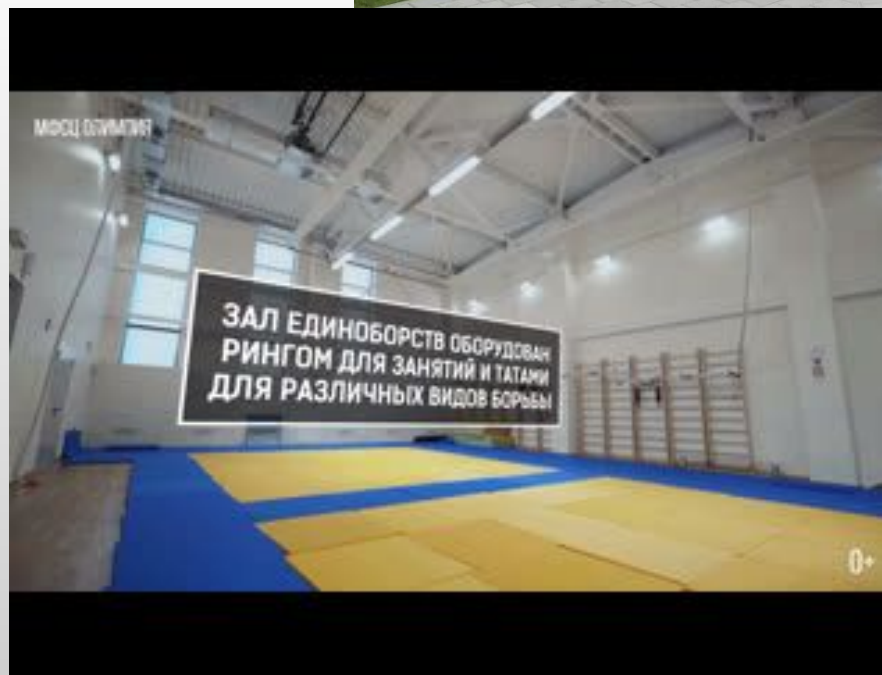 МФСЦ ОЛИМПИЯ
ЗАЛ ЕДИНОБОРСТВ ОБОРУДОВАН
РИНГОМ ДЛЯ ЗАНЯТИЙ И ТАТАМИ
ДЛЯ РАЗЛИЧНЫХ ВИДОВ БОРЬБЫ
0+